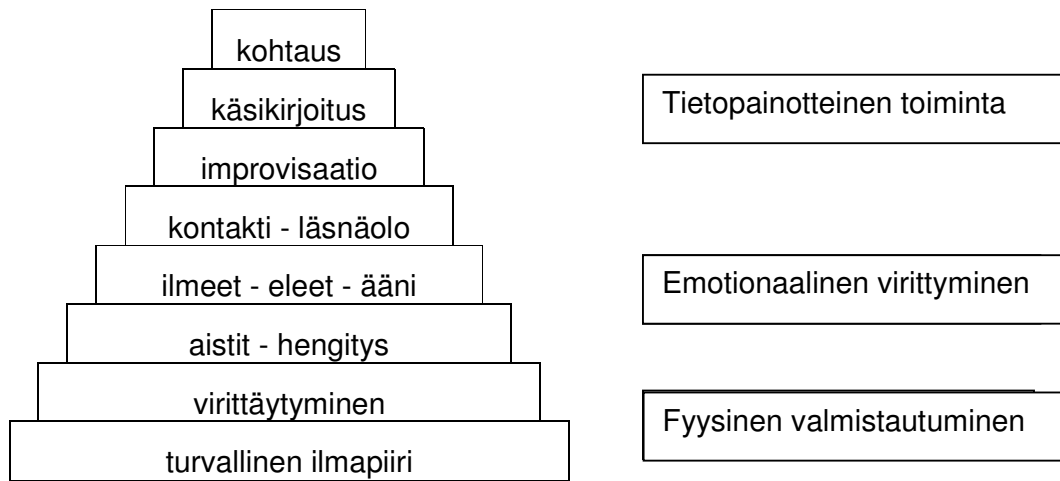 kohtaus
käsikirjoitus
improvisaatio
kontakti - läsnäolo
ilmeet - eleet - ääni
aistit - hengitys
virittäytyminen
turvallinen ilmapiiri
Tietopainotteinen toiminta
Emotionaalinen virittyminen
Fyysinen valmistautuminen